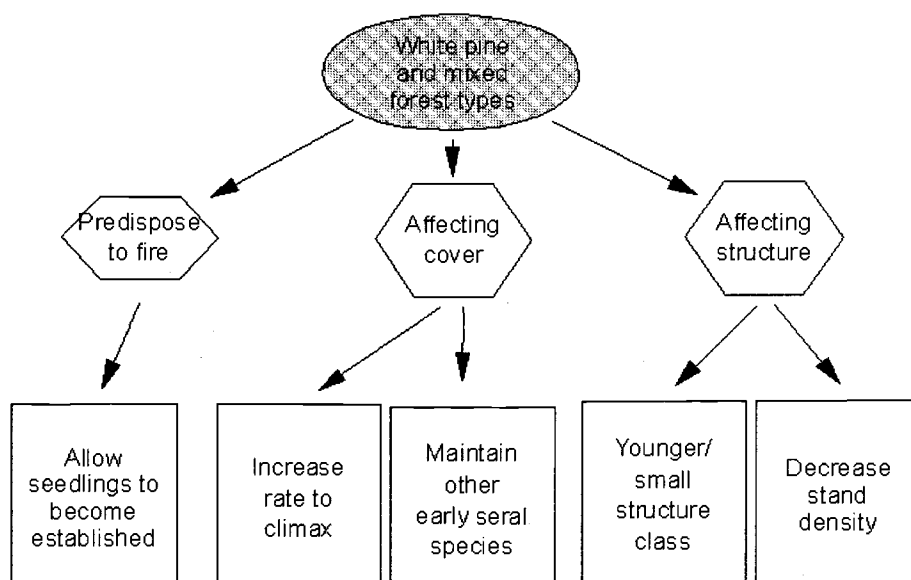 White pine
and mixed
forest types
Predispose
to fire
Affecting
cover
Affecting
structure
Allow
seedlings to
become
established
Increase
rate to
climax
Maintain
other
early seral
species
Younger/
small
structure
class
Decrease
stand
density